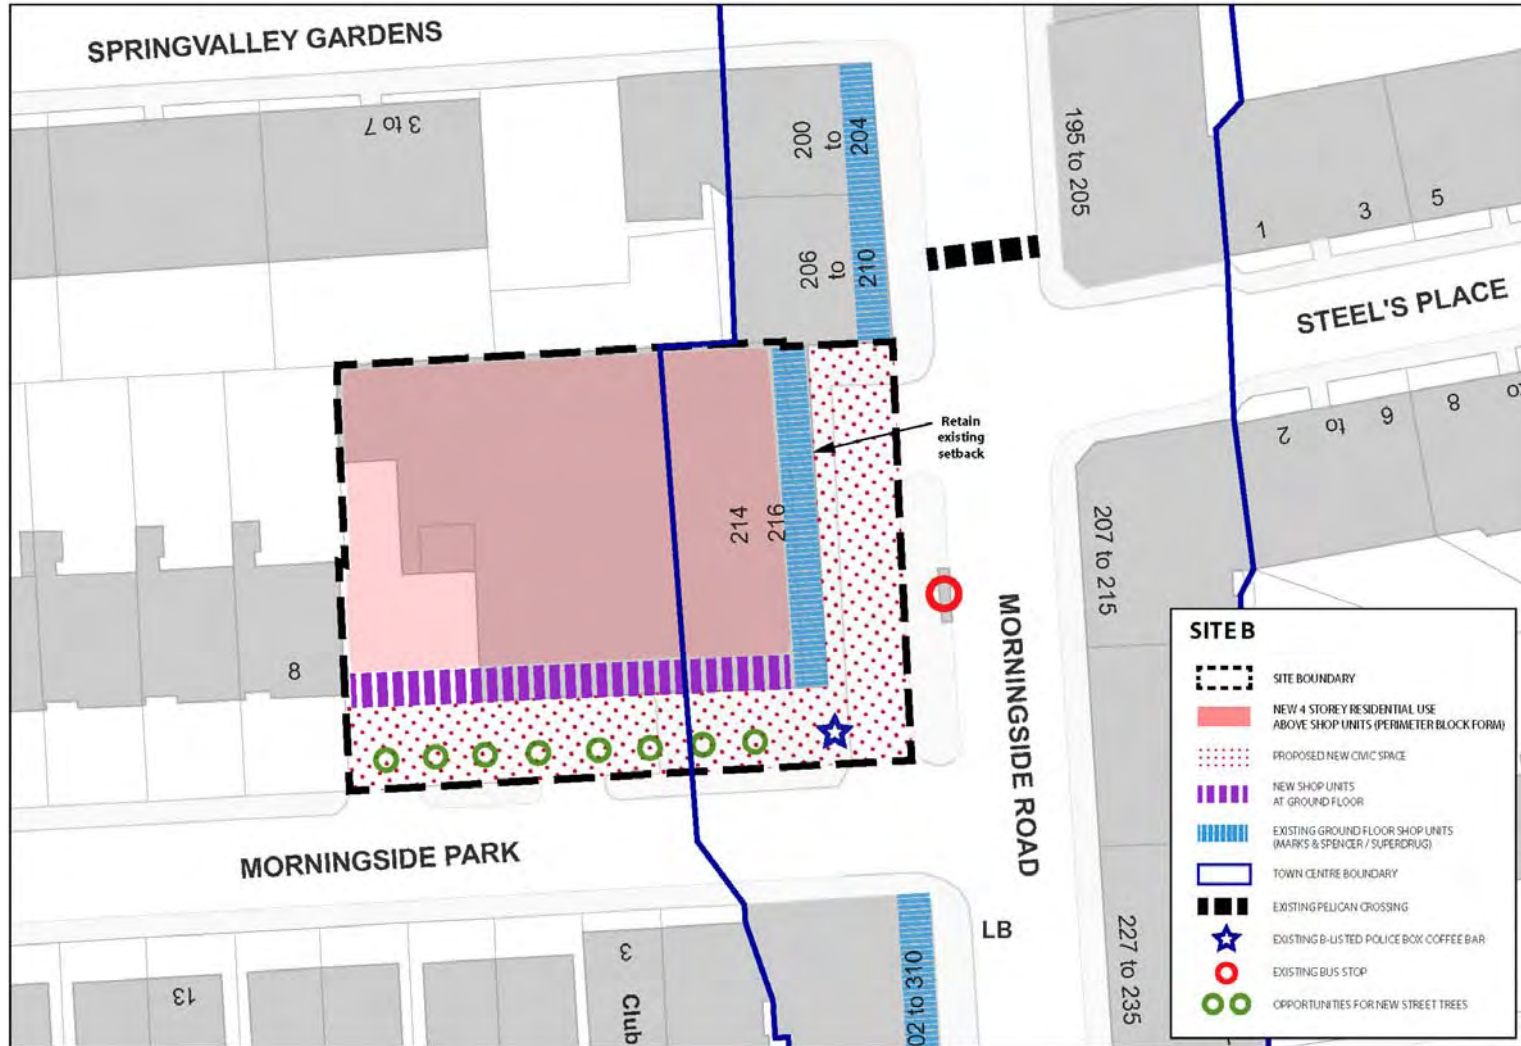 SPRINGVALLEY GARDENS
3 to 7
200
to
204
206
to
210
195 to 205
1
3
5
STEEL'S PLACE
Retain
existing
setback
214
216
2
to
6
8
to
207 to 215
MORNINGSIDE ROAD
8
MORNINGSIDE PARK
LB
227 to 235
13
3
Club
02 to 310
SITE B
SITE BOUNDARY
NEW 4 STOREY RESIDENTIAL USE
ABOVE SHOP UNITS (PERIMETER BLOCK FORM)
PROPOSED NEW CIVIC SPACE
NEW SHOP UNITS
AT GROUND FLOOR
EXISTING GROUND FLOOR SHOP UNITS
(MARKS & SPENCER / SUPERDRUG)
TOWN CENTRE BOUNDARY
EXISTING PELICAN CROSSING
EXISTING B-LISTED POLICE BOX COFFEE BAR
EXISTING BUS STOP
OPPORTUNITIES FOR NEW STREET TREES